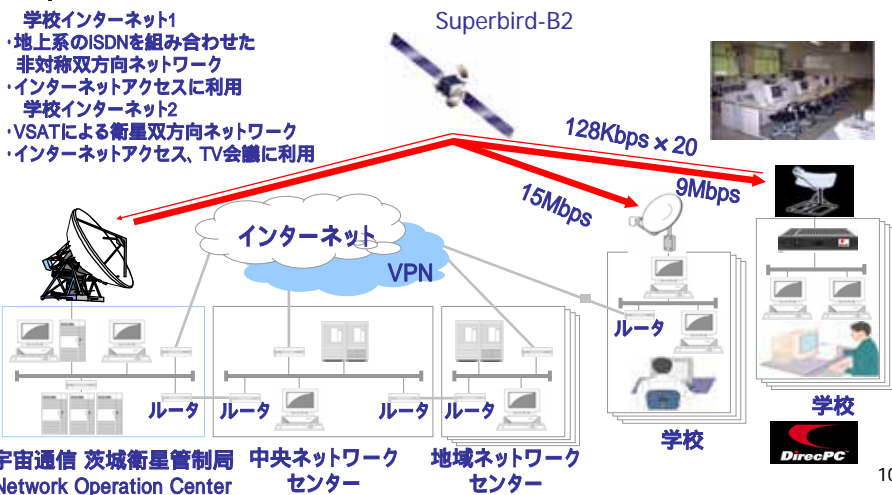 学校インターネット1
・地上系のISDNを組み合わせた
非対称双方向ネットワーク
・インターネットアクセスに利用
学校インターネット2
・VSATによる衛星双方向ネットワーク
・インターネットアクセス、TV会議に利用
Superbird-B2
128Kbps×20
9Mbps
15Mbps
インターネット
VPN
ルータ
ルータ
ルータ
ルータ
ルータ
学校
学校
宇宙通信 茨城衛星管制局
Network Operation Center
中央ネットワーク
センター
地域ネットワーク
センター
DirecPC
10